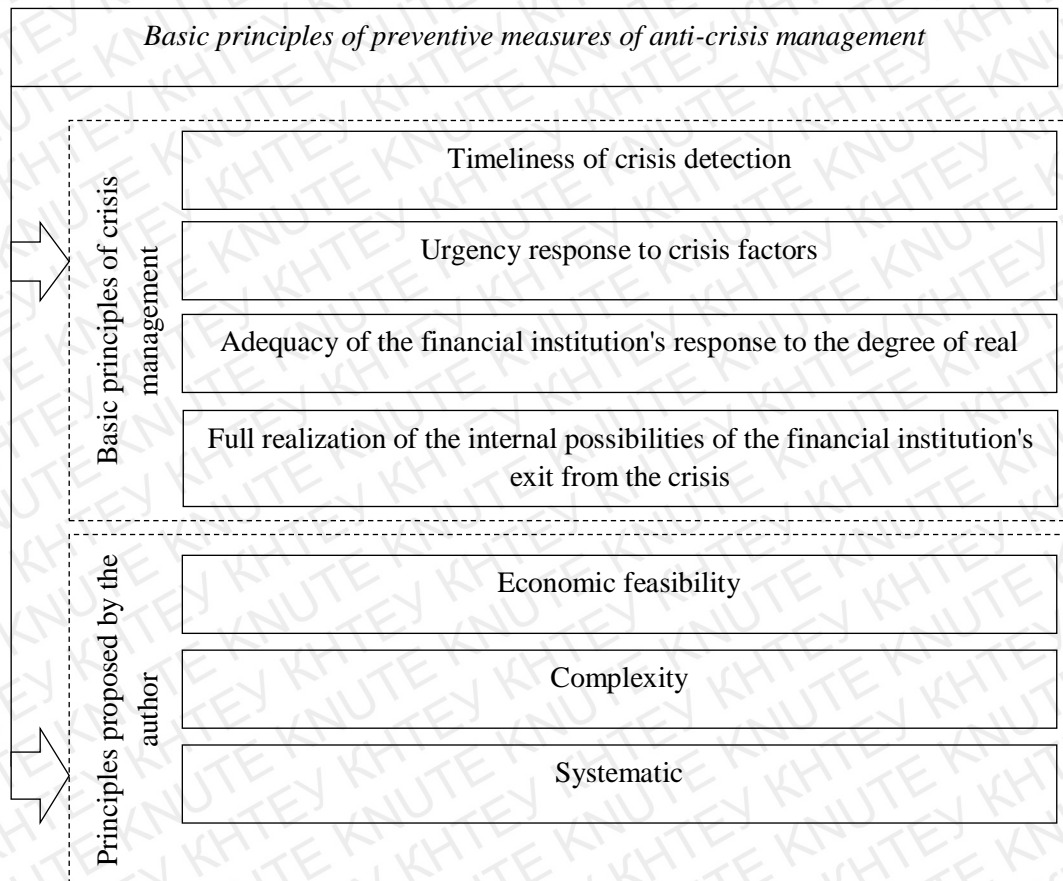 Basic principles of preventive measures of anti-crisis management
Basic principles of crisis
management
Timeliness of crisis detection
Urgency response to crisis factors
Adequacy of the financial institution's response to the degree of real
Full realization of the internal possibilities of the financial institution's
exit from the crisis
Principles proposed by the
author
Economic feasibility
Complexity
Systematic